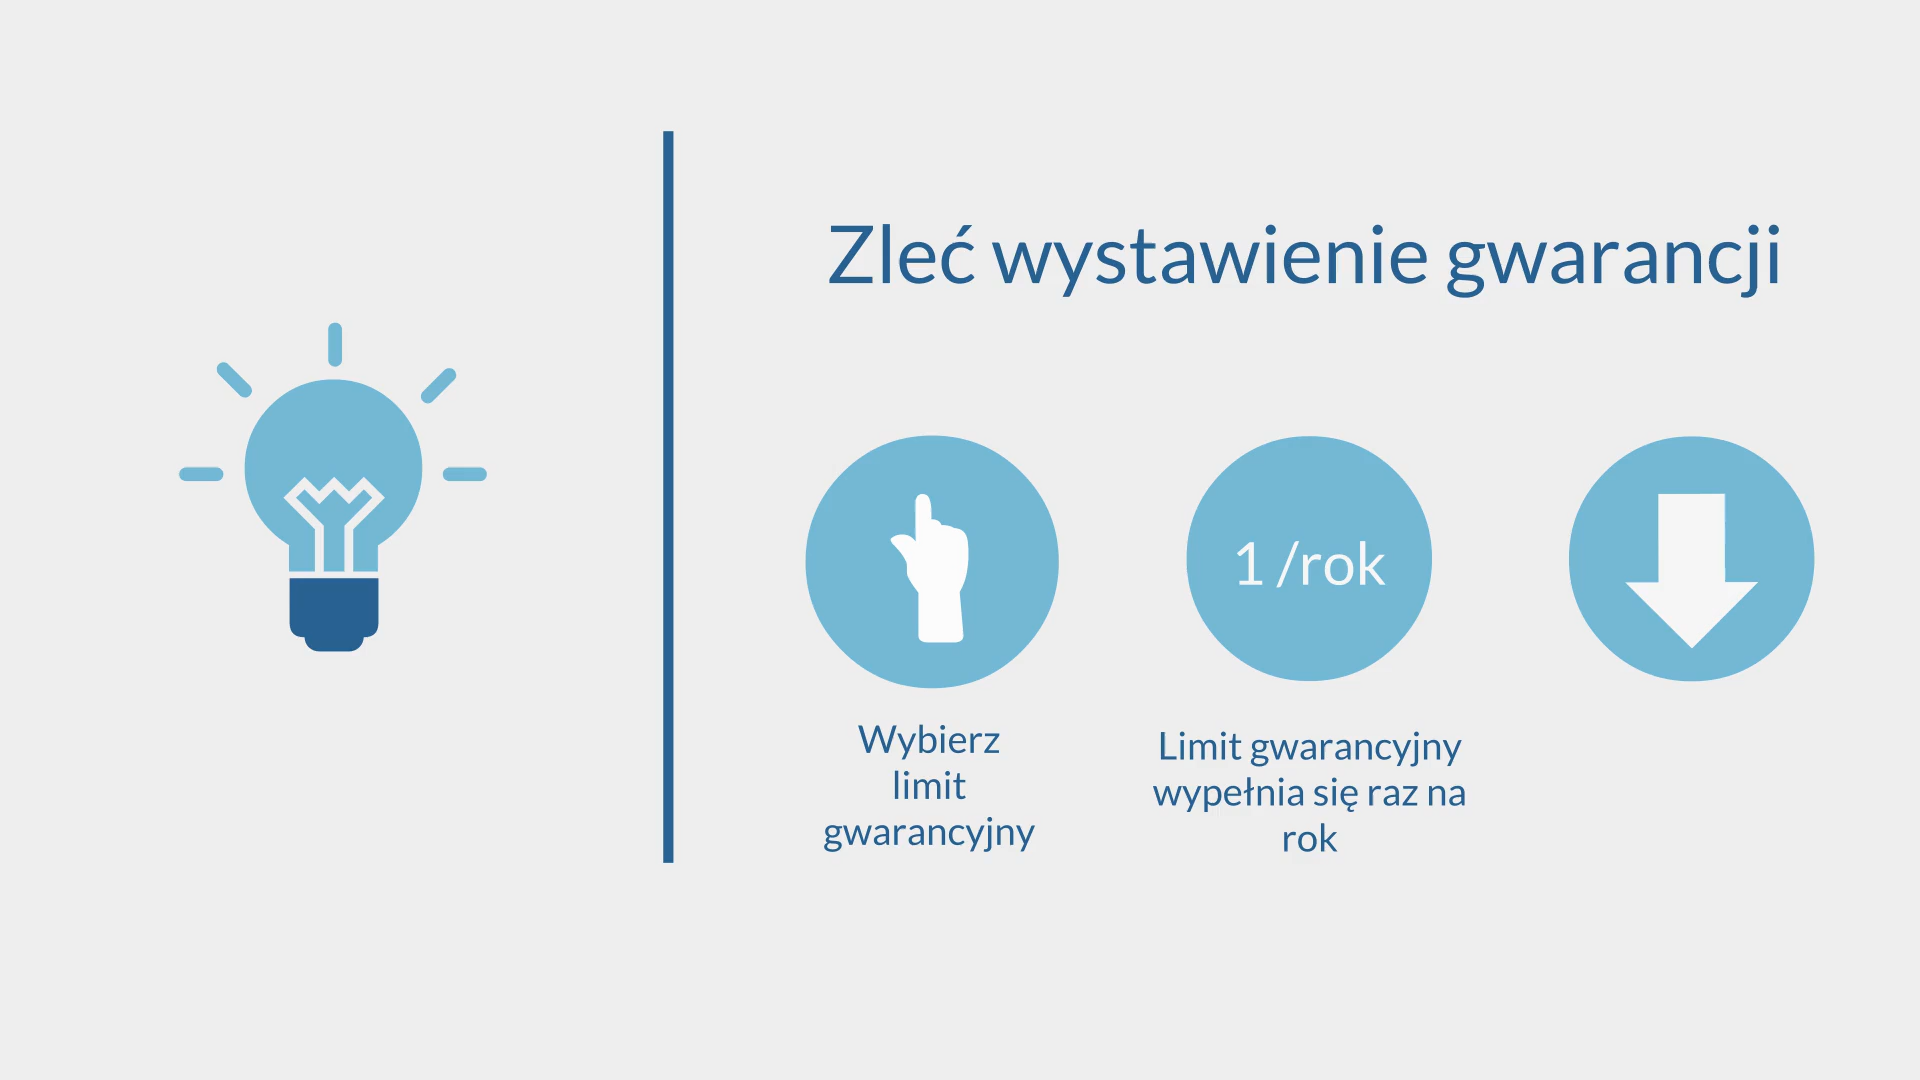 Zleć wystawienie gwarancji
1 /rok
Wybierz
limit
gwarancyjny
Limit gwarancyjny
wypełnia się raz na
rok